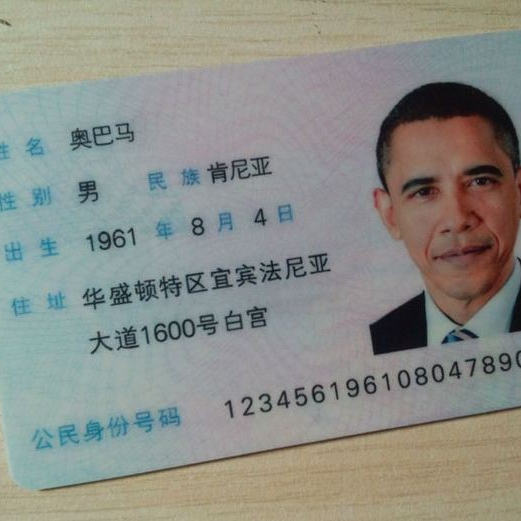 姓名 奥巴马
性别 男 民族 肯尼亚
出生 1961 年 8 月 4 日
住址 华盛顿特区宜宾法尼亚
大道1600号白宫
公民身份号码 123456196108047890